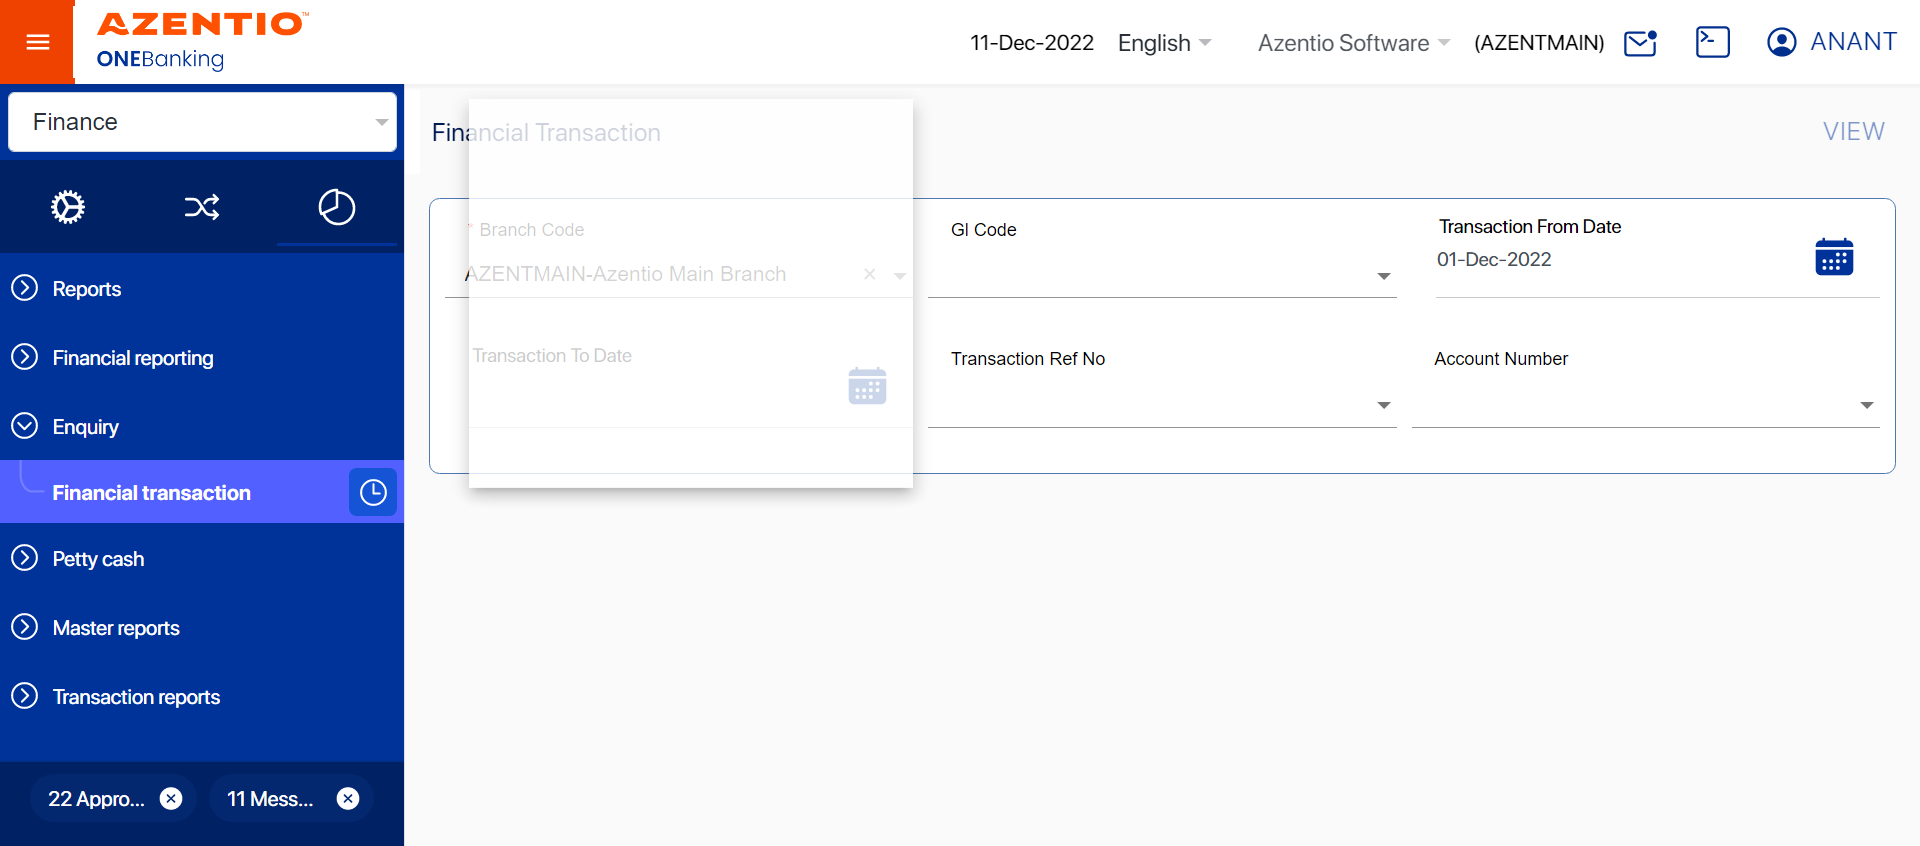 AZENTIO™
ONEBanking
11-Dec-2022
English
Azentio Software
(AZENTMAIN)
ANANT
Finance
Reports
Financial reporting
Enquiry
Financial transaction
Petty cash
Master reports
Transaction reports
22 Appro...
11 Mess...
Financial Transaction
VIEW
* Branch Code
AZENTMAIN-Azentio Main Branch
Gl Code
Transaction From Date
01-Dec-2022
Transaction To Date
Transaction Ref No
Account Number